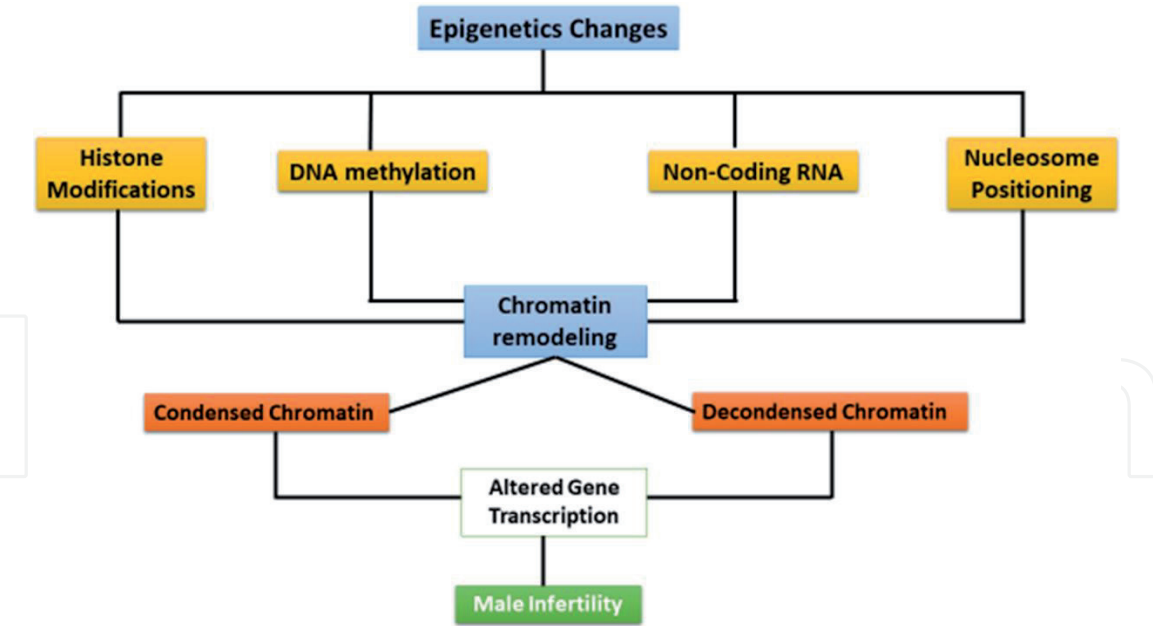 Epigenetics Changes
Histone
Modifications
DNA methylation
Non-Coding RNA
Nucleosome
Positioning
Chromatin
remodeling
Condensed Chromatin
Decondensed Chromatin
Altered Gene
Transcription
Male Infertility